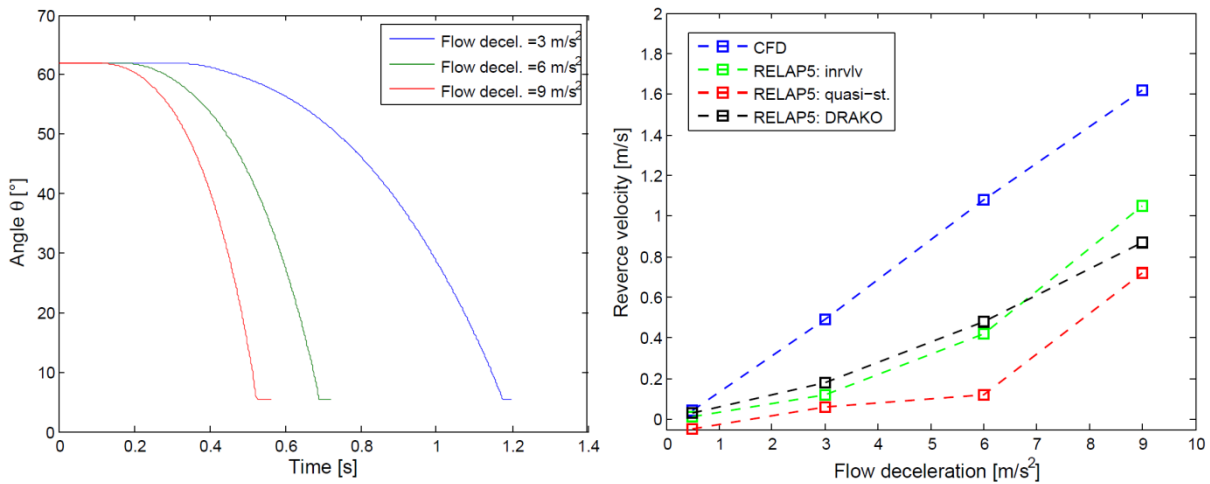 70
60
50
40
30
20
10
0
Angle θ [°]
0 0.2 0.4 0.6 0.8 1 1.2 1.4
Time [s]
Flow decel. =3 m/s²
Flow decel. =6 m/s²
Flow decel. =9 m/s²
2
1.8
1.6
1.4
1.2
1
0.8
0.6
0.4
0.2
0
Reverce velocity [m/s]
0 1 2 3 4 5 6 7 8 9 10
Flow deceleration [m/s²]
CFD
RELAP5: inrvlv
RELAP5: quasi−st.
RELAP5: DRAKO